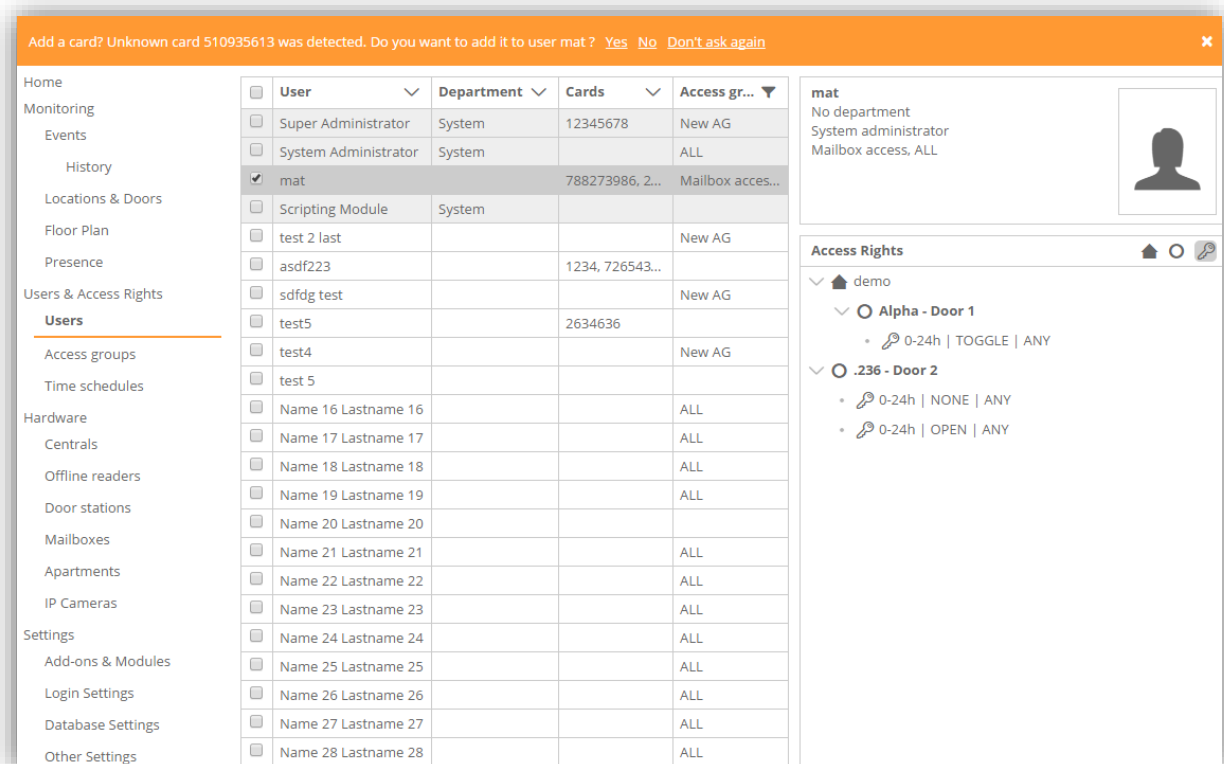 Add a card? Unknown card 510935613 was detected. Do you want to add it to user mat ? Yes No Don't ask again
Home
Monitoring
Events
History
Locations & Doors
Floor Plan
Presence
Users & Access Rights
Users
Access groups
Time schedules
Hardware
Centrals
Offline readers
Door stations
Mailboxes
Apartments
IP Cameras
Settings
Add-ons & Modules
Login Settings
Database Settings
Other Settings
User Department Cards Access gr...
Super Administrator System 12345678 New AG
System Administrator System ALL
mat 788273986, 2... Mailbox acces...
Scripting Module System
test 2 last New AG
asdf223 1234, 726543...
sdfdg test New AG
test5 2634636
test4 New AG
test 5
Name 16 Lastname 16 ALL
Name 17 Lastname 17 ALL
Name 18 Lastname 18 ALL
Name 19 Lastname 19 ALL
Name 20 Lastname 20
Name 21 Lastname 21 ALL
Name 22 Lastname 22 ALL
Name 23 Lastname 23 ALL
Name 24 Lastname 24 ALL
Name 25 Lastname 25 ALL
Name 26 Lastname 26 ALL
Name 27 Lastname 27 ALL
Name 28 Lastname 28 ALL
mat
No department
System administrator
Mailbox access, ALL
Access Rights
demo
Alpha - Door 1
0-24h | TOGGLE | ANY
.236 - Door 2
0-24h | NONE | ANY
0-24h | OPEN | ANY